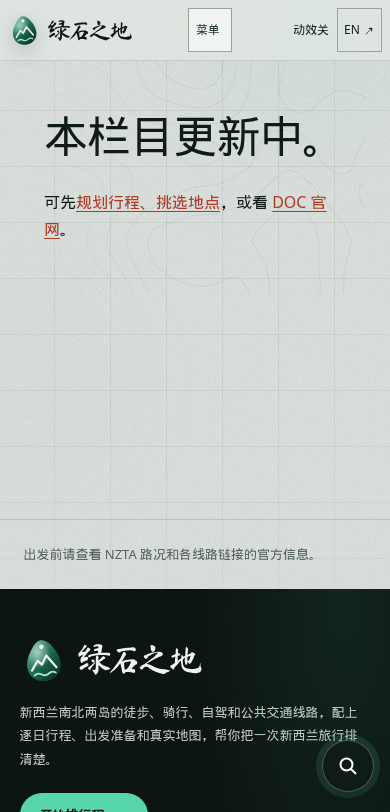 绿石之地
菜单
动效关
EN ↗
本栏目更新中。
可先规划行程、挑选地点，或看 DOC 官
网。
出发前请查看 NZTA 路况和各线路链接的官方信息。
绿石之地
新西兰南北两岛的徒步、骑行、自驾和公共交通线路，配上
逐日行程、出发准备和真实地图，帮你把一次新西兰旅行排
清楚。